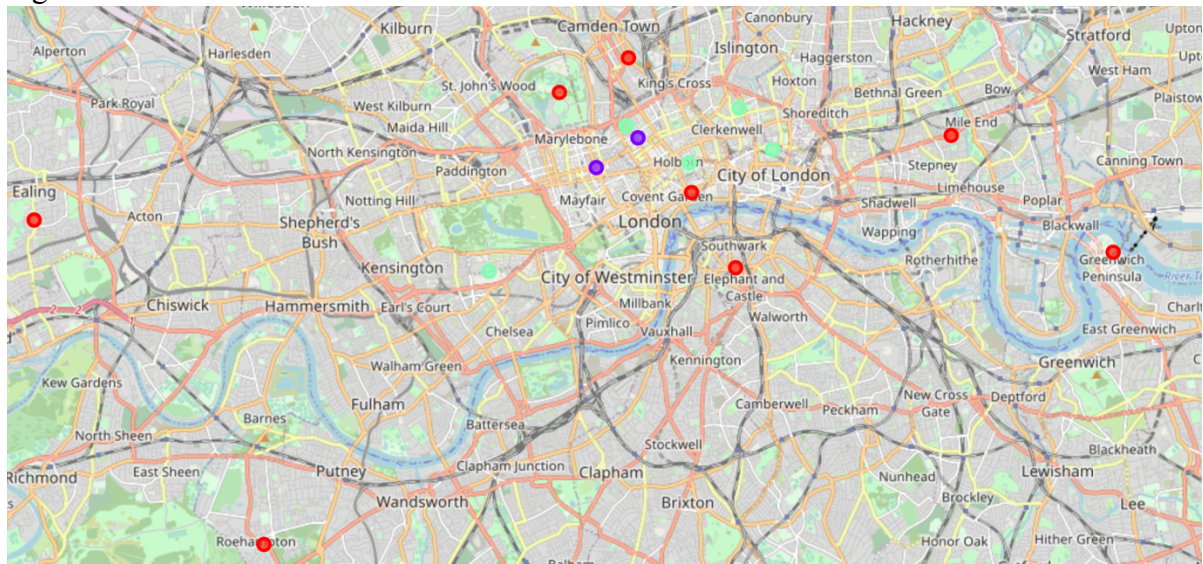 Kilburn
Camden Town
Canonbury
Hackney
Stratford
Alperton
Harlesden
Islington
Haggerston
West Ham
St. John's Wood
King's Cross
Hoxton
Bethnal Green
Bow
Plaistow
Park Royal
West Kilburn
Maida Hill
Marylebone
Clerkenwell
Shoreditch
Mile End
North Kensington
Paddington
Holborn
City of London
Stepney
Canning Town
Ealing
Acton
Notting Hill
Mayfair
Covent Garden
Limehouse
Poplar
Shepherd's
Bush
London
Shadwell
Wapping
Blackwall
Kensington
City of Westminster
Southwark
Elephant and
Castle
Rotherhithe
Greenwich
Peninsula
Chiswick
Hammersmith
Earl's Court
Millbank
Walworth
Chelsea
Pimlico
Vauxhall
East Greenwich
Kew Gardens
Walham Green
Kennington
Greenwich
Fulham
Camberwell
Peckham
New Cross
Gate
Deptford
Barnes
Battersea
North Sheen
Stockwell
Blackheath
Richmond
East Sheen
Putney
Clapham Junction
Clapham
Nunhead
Lewisham
Wandsworth
Brixton
Brockley
Lee
Roehampton
Honor Oak
Hither Green